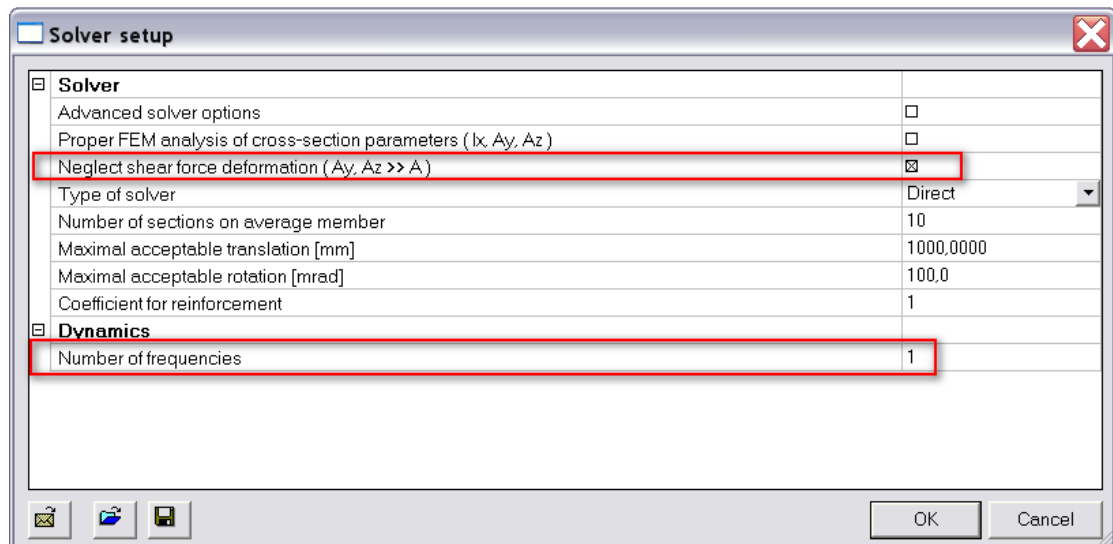 Solver setup
Solver
Advanced solver options
Proper FEM analysis of cross-section parameters ( Ix, Ay, Az )
Neglect shear force deformation ( Ay, Az >> A )
Type of solver Direct
Number of sections on average member 10
Maximal acceptable translation [mm] 1000,0000
Maximal acceptable rotation [mrad] 100,0
Coefficient for reinforcement 1
Dynamics
Number of frequencies 1
OK Cancel